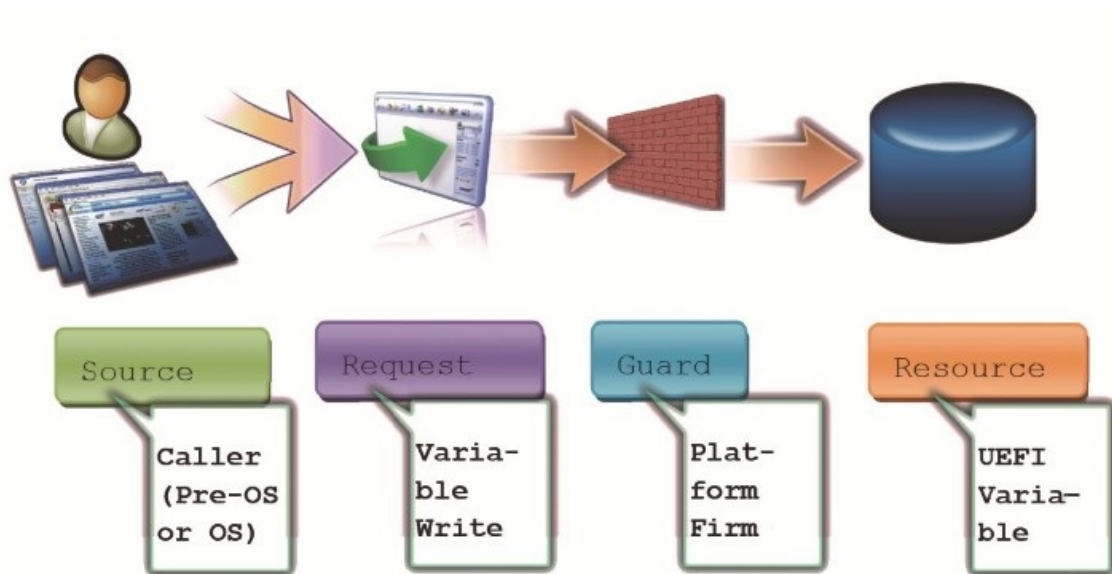 Source
Request
Guard
Resource
Caller
(Pre-OS
or OS)
Varia-
ble
Write
Plat-
form
Firm
UEFI
Varia-
ble